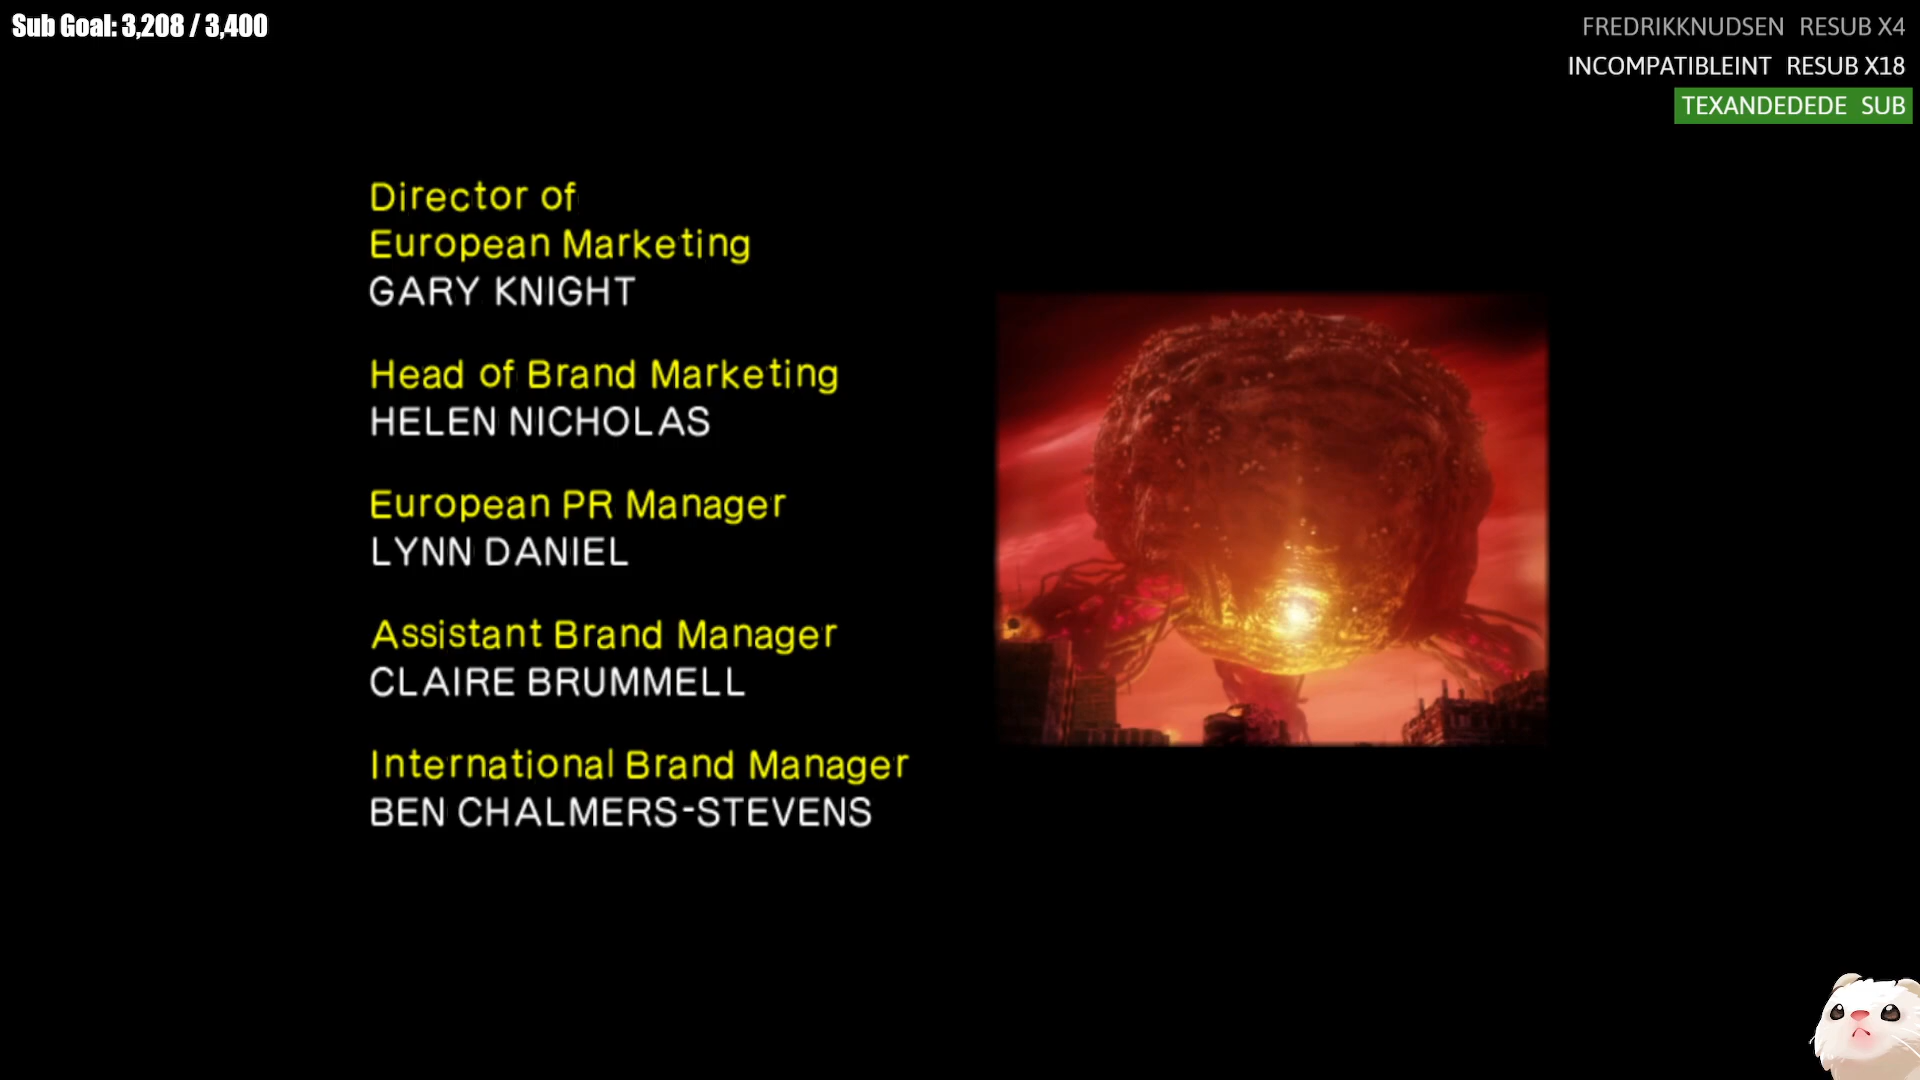 Sub Goal: 3,208 / 3,400
FREDRIKKNUDSEN RESUB X4
INCOMPATIBLEINT RESUB X18
TEXANDEDEDE SUB
Director of
European Marketing
GARY KNIGHT
Head of Brand Marketing
HELEN NICHOLAS
European PR Manager
LYNN DANIEL
Assistant Brand Manager
CLAIRE BRUMMELL
International Brand Manager
BEN CHALMERS-STEVENS